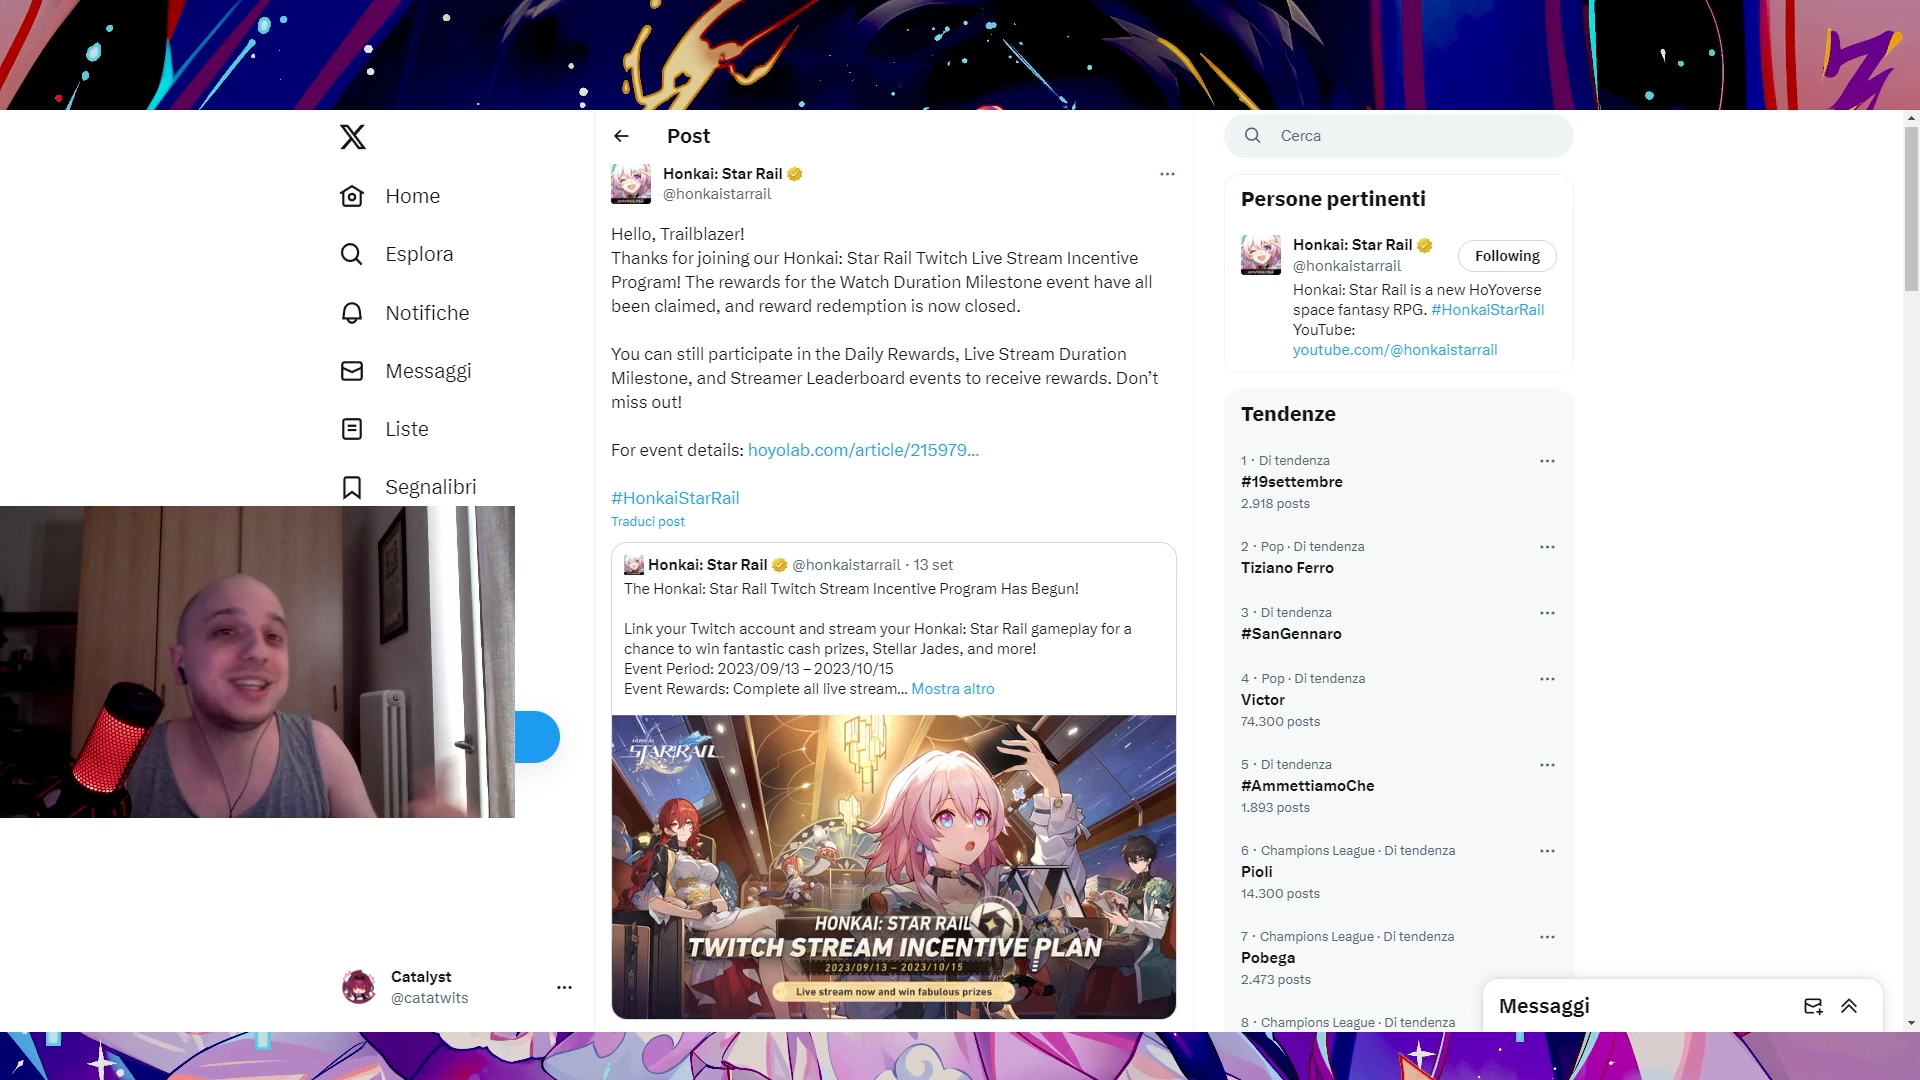 Home
Esplora
Notifiche
Messaggi
Liste
Segnalibri
Catalyst
@catatwits
Post
Honkai: Star Rail
@honkaistarrail
Hello, Trailblazer!
Thanks for joining our Honkai: Star Rail Twitch Live Stream Incentive
Program! The rewards for the Watch Duration Milestone event have all
been claimed, and reward redemption is now closed.
You can still participate in the Daily Rewards, Live Stream Duration
Milestone, and Streamer Leaderboard events to receive rewards. Don’t
miss out!
For event details: hoyolab.com/article/215979…
#HonkaiStarRail
Traduci post
Honkai: Star Rail @honkaistarrail · 13 set
The Honkai: Star Rail Twitch Stream Incentive Program Has Begun!
Link your Twitch account and stream your Honkai: Star Rail gameplay for a
chance to win fantastic cash prizes, Stellar Jades, and more!
Event Period: 2023/09/13 – 2023/10/15
Event Rewards: Complete all live stream… Mostra altro
HONKAI
STAR RAIL
HONKAI: STAR RAIL
TWITCH STREAM INCENTIVE PLAN
2023/09/13 – 2023/10/15
Live stream now and win fabulous prizes
Cerca
Persone pertinenti
Honkai: Star Rail
@honkaistarrail
Following
Honkai: Star Rail is a new HoYoverse
space fantasy RPG. #HonkaiStarRail
YouTube:
youtube.com/@honkaistarrail
Tendenze
1 · Di tendenza
#19settembre
2.918 posts
2 · Pop · Di tendenza
Tiziano Ferro
3 · Di tendenza
#SanGennaro
4 · Pop · Di tendenza
Victor
74.300 posts
5 · Di tendenza
#AmmettiamoChe
1.893 posts
6 · Champions League · Di tendenza
Pioli
14.300 posts
7 · Champions League · Di tendenza
Pobega
2.473 posts
8 · Champions League · Di tendenza
Messaggi